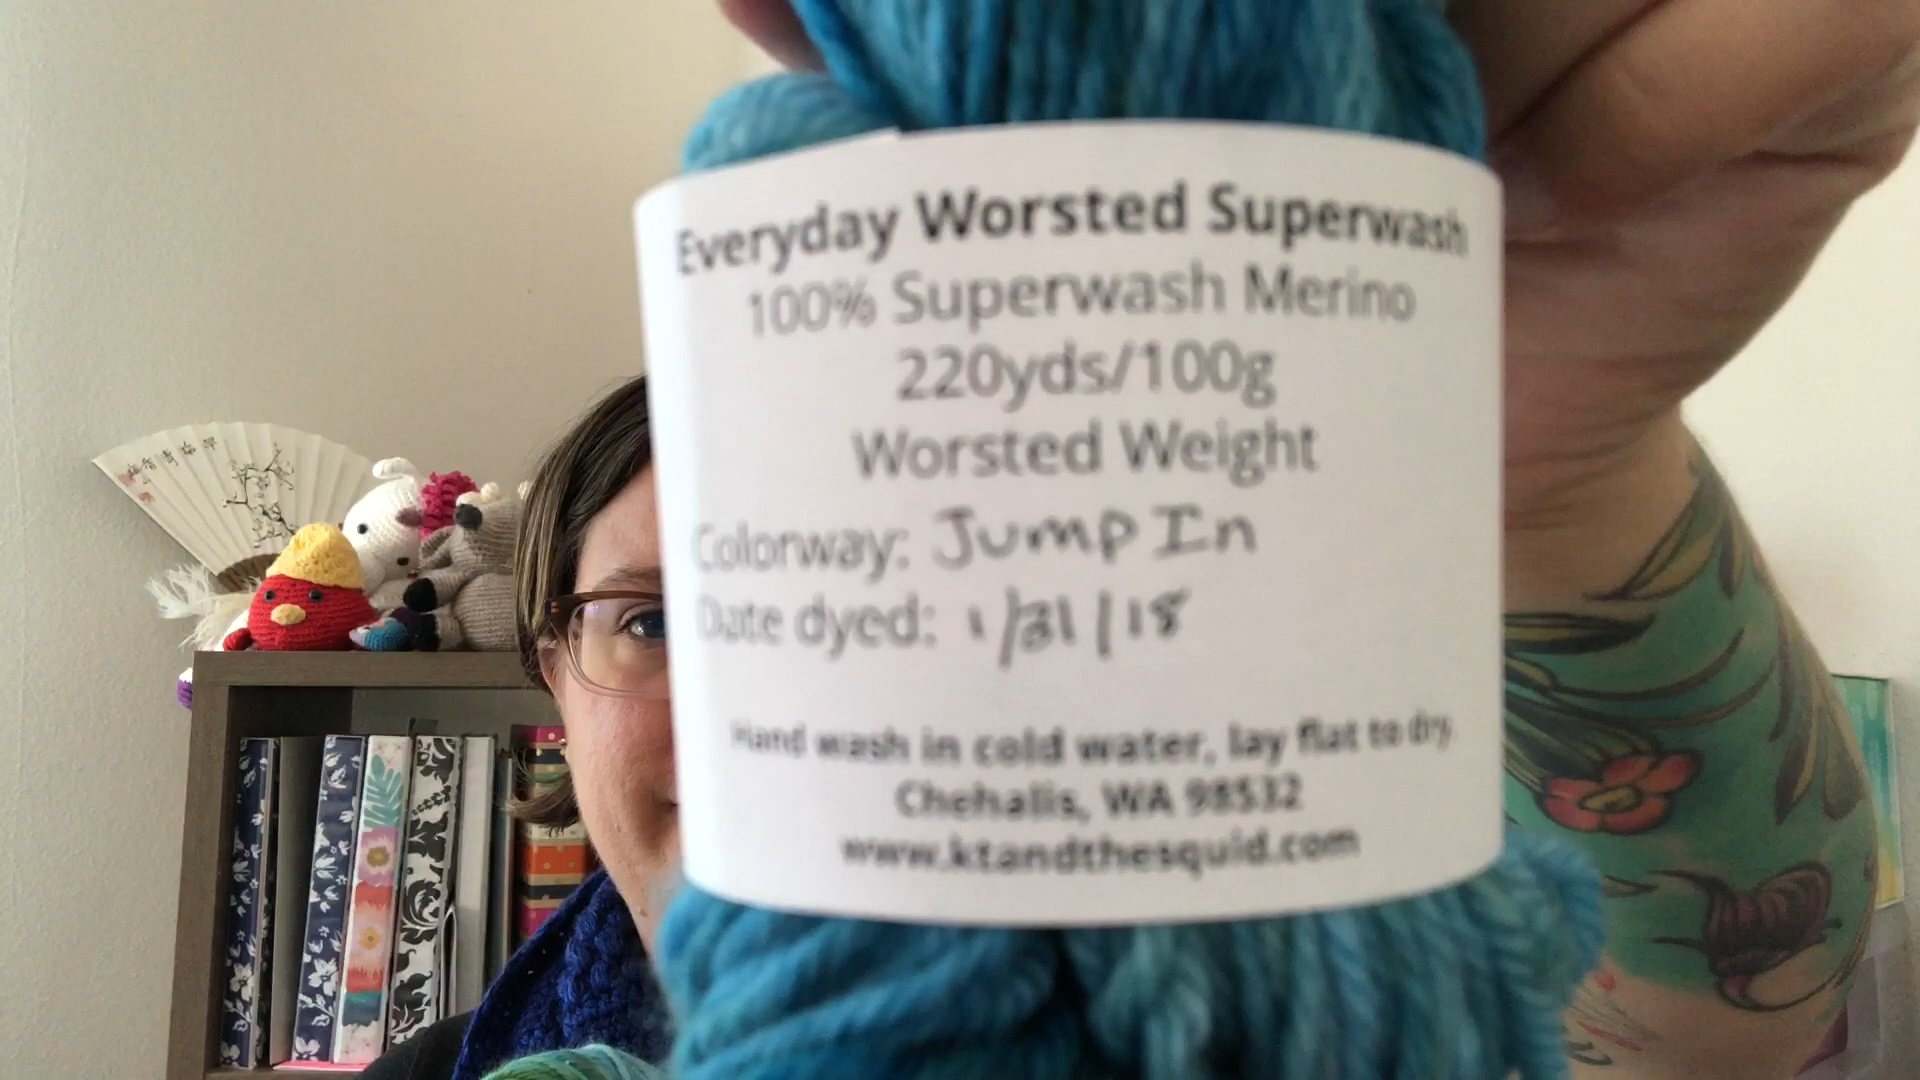 Everyday Worsted Superwash
100% Superwash Merino
220yds/100g
Worsted Weight
Colorway: Jump In
Date dyed: 1/31/18
Hand wash in cold water, lay flat to dry.
Chehalis, WA 98532
www.ktandthesquid.com